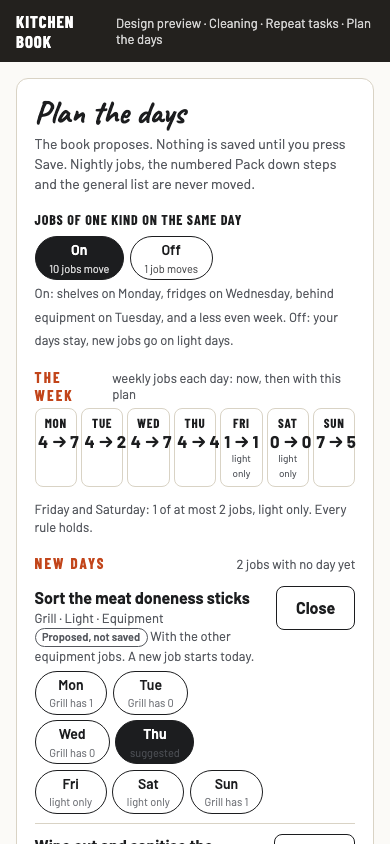 KITCHEN BOOK
Design preview · Cleaning · Repeat tasks · Plan the days
Plan the days
The book proposes. Nothing is saved until you press
Save. Nightly jobs, the numbered Pack down steps
and the general list are never moved.
JOBS OF ONE KIND ON THE SAME DAY
On
10 jobs move
Off
1 job moves
On: shelves on Monday, fridges on Wednesday, behind
equipment on Tuesday, and a less even week. Off: your
days stay, new jobs go on light days.
THE WEEK
weekly jobs each day: now, then with this plan
MON TUE WED THU FRI SAT SUN
4 → 7 4 → 2 4 → 7 4 → 4 1 → 1 0 → 0 7 → 5
light only light only
Friday and Saturday: 1 of at most 2 jobs, light only. Every
rule holds.
NEW DAYS
2 jobs with no day yet
Sort the meat doneness stickers
Grill · Light · Equipment
Proposed, not saved With the other
equipment jobs. A new job starts today.
Close
Mon
Grill has 1
Tue
Grill has 0
Wed
Grill has 0
Thu
suggested
Fri
light only
Sat
light only
Sun
Grill has 1